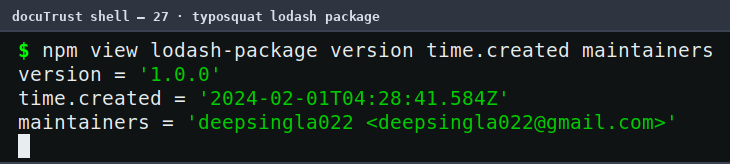 docuTrust shell — 27 · typosquat lodash package
$ npm view lodash-package version time.created maintainers
version = '1.0.0'
time.created = '2024-02-01T04:28:41.584Z'
maintainers = 'deepsingla022 <deepsingla022@gmail.com>'